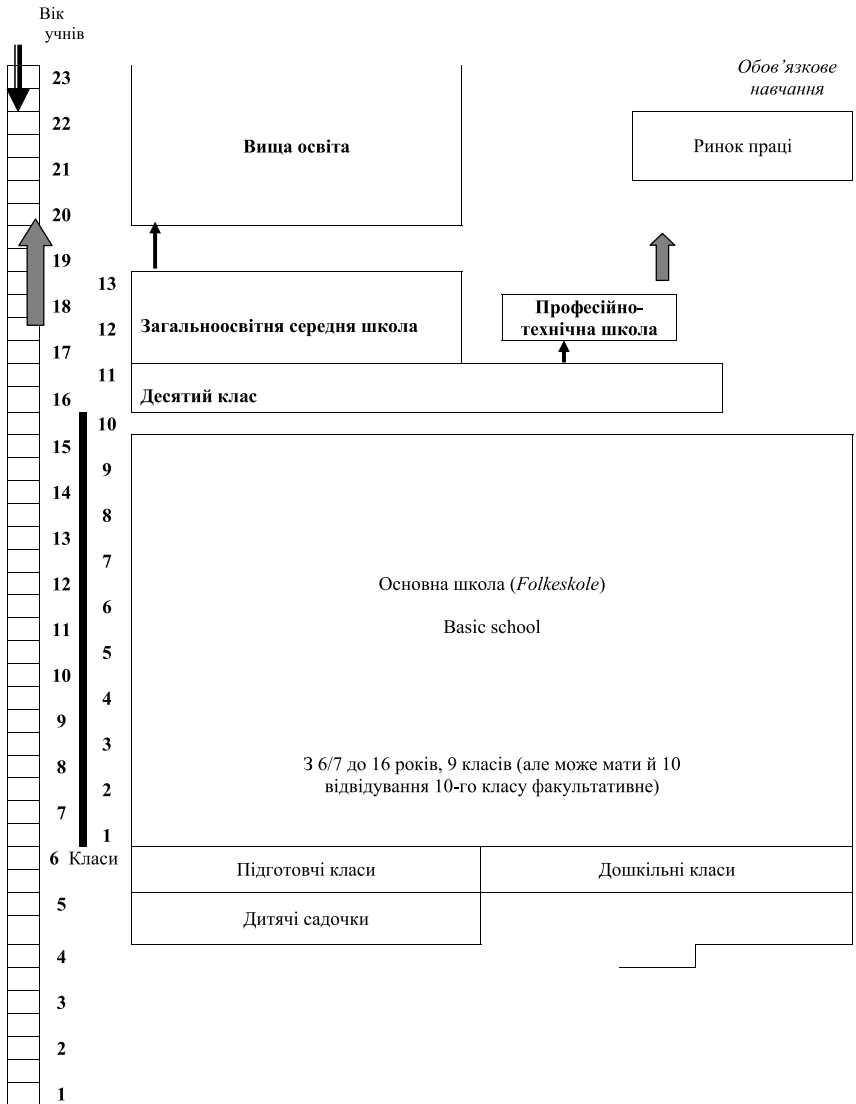 Вік
учнів
23
Обов’язкове
навчання
22
Вища освіта
Ринок праці
21
20
19
13
18
Професійно-
технічна школа
Загальноосвітня середня школа
12
17
11
16
Десятий клас
10
15
9
14
8
13
7
12
Основна школа (Folkeskole)
6
11
Basic school
5
10
4
9
3
8
З 6/7 до 16 років, 9 класів (але може мати й 10
відвідування 10-го класу факультативне)
2
7
1
6 Класи
Підготовчі класи
Дошкільні класи
5
Дитячі садочки
4
3
2
1